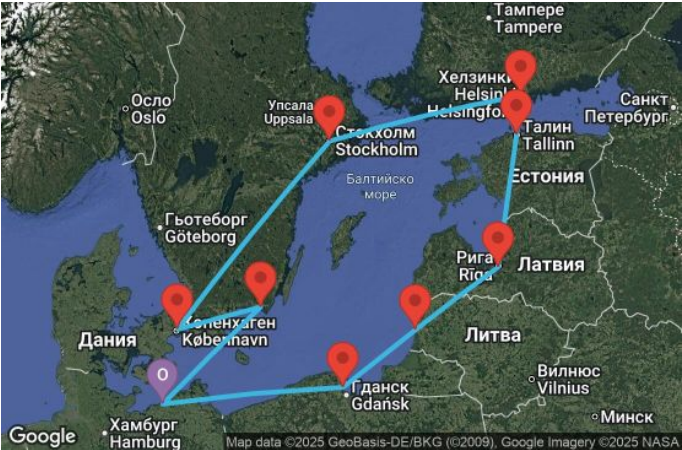 Тампере
Tampere
Хелзинки
Helsinki
Helsingfo
Осло
Oslo
Упсала
Uppsala
Санкт
Петербург
Стокхолм
Stockholm
Талин
Tallinn
Балтийско
море
Естония
Гьотеборг
Göteborg
Рига
Rīga
Латвия
Копенхаген
København
Дания
Литва
О
Гданск
Gdańsk
Вилнюс
Vilnius
Минск
Хамбург
Hamburg
Google
Map data ©2025 GeoBasis-DE/BKG (©2009), Google Imagery ©2025 NASA